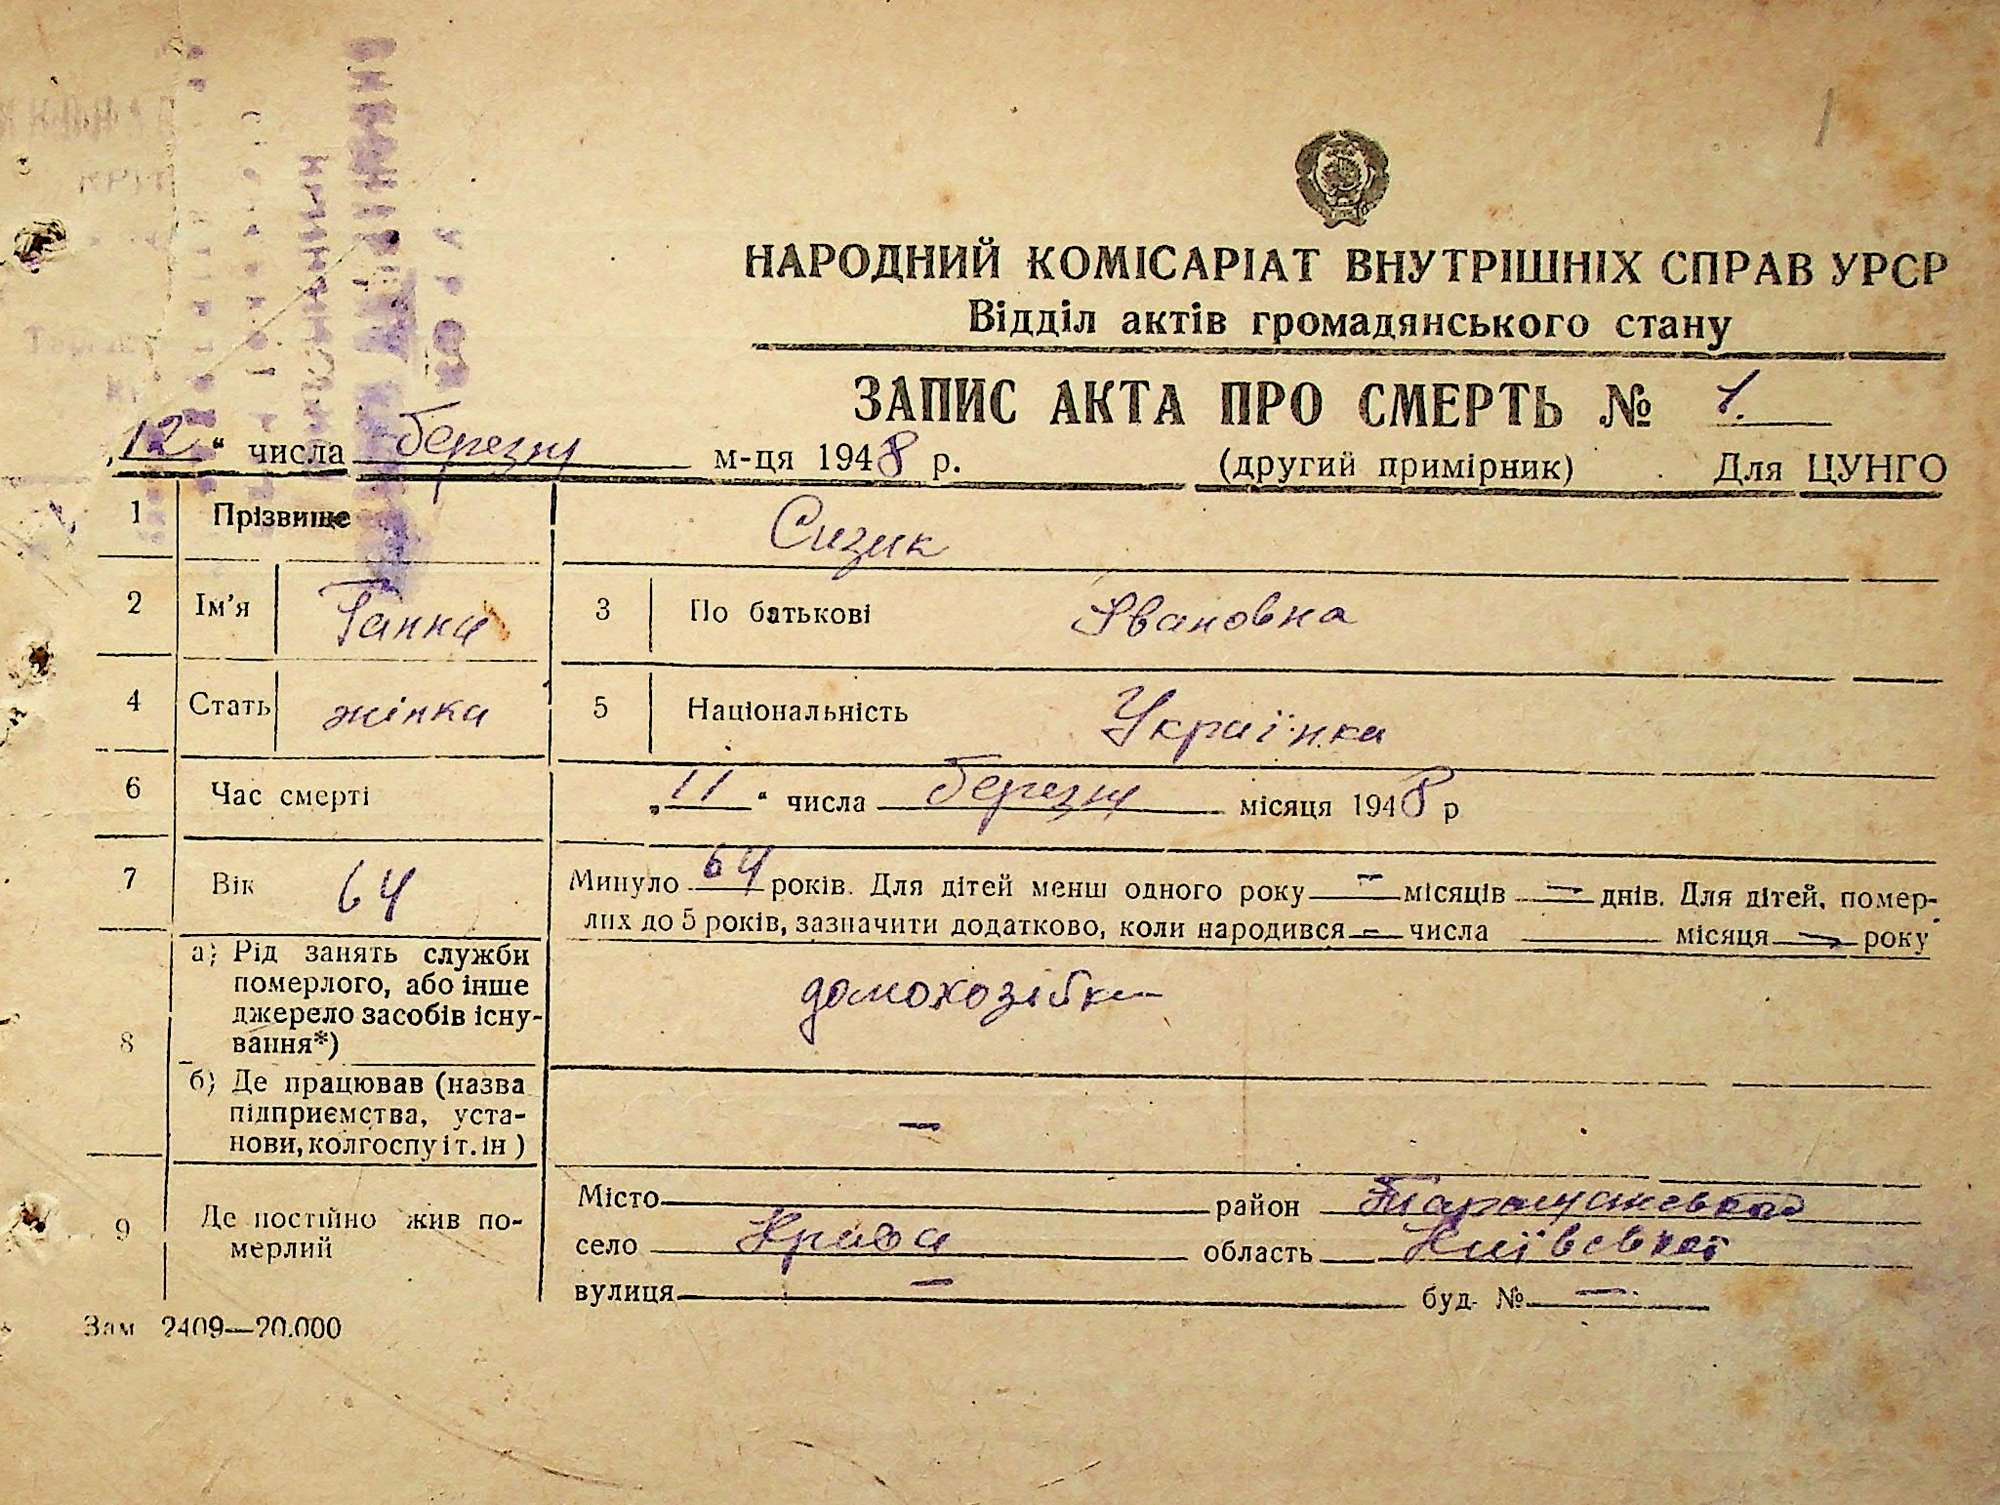 1
НАРОДНИЙ КОМІСАРІАТ ВНУТРІШНІХ СПРАВ УРСР
Відділ актів громадянського стану
ЗАПИС АКТА ПРО СМЕРТЬ № 1.
„12“ числа березня м-ця 1948 р. (другий примірник) Для ЦУНГО
1 Прізвище Сизик
2 Ім'я Ганна 3 По батькові Івановна
4 Стать жінка 5 Національність Українка
6 Час смерті „11“ числа березня місяця 1948 р
7 Вік 64 Минуло 64 років. Для дітей менш одного року — місяців — днів. Для дітей, помер-
лих до 5 років, зазначити додатково, коли народився — числа місяця — року
8 а) Рід занять служби
померлого, або інше
джерело засобів існу-
вання*)
домохозівка
б) Де працював (назва
підприємства, уста-
нови, колгоспу і т. ін) —
9 Де постійно жив по-
мерлий
Місто район Таращанського
село Крива область Київської
вулиця — буд. № —
Зам 2409—20.000